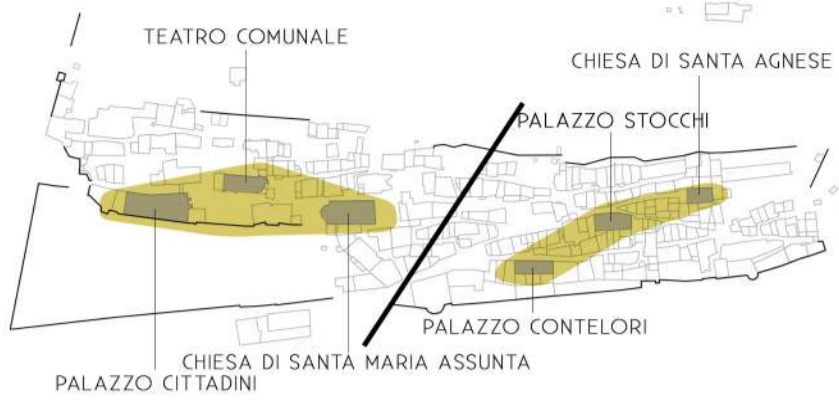 TEATRO COMUNALE
CHIESA DI SANTA AGNESE
PALAZZO STOCCHI
PALAZZO CONTELORI
CHIESA DI SANTA MARIA ASSUNTA
PALAZZO CITTADINI